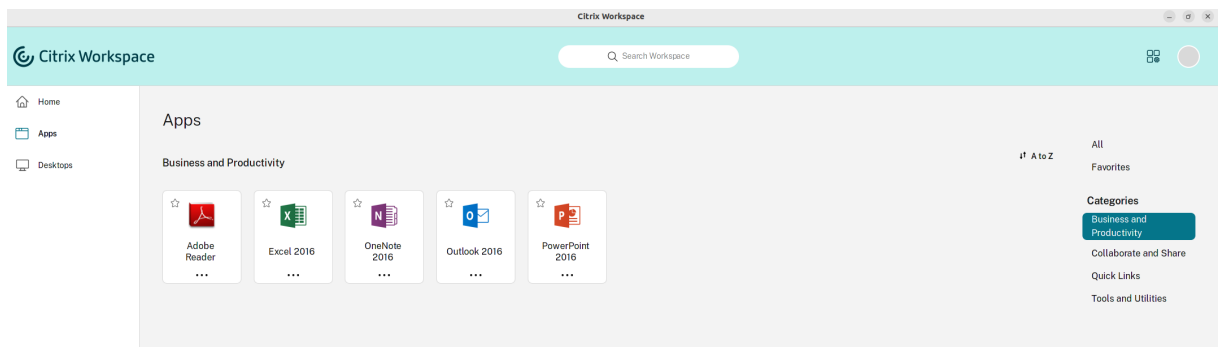 Citrix Workspace
Citrix Workspace
Search Workspace
Home
Apps
Desktops
Apps
Business and Productivity
A to Z
Adobe
Reader
Excel 2016
OneNote
2016
Outlook 2016
PowerPoint
2016
All
Favorites
Categories
Business and
Productivity
Collaborate and Share
Quick Links
Tools and Utilities